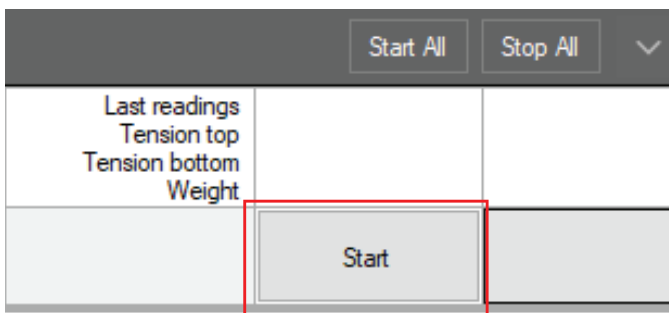 Start All Stop All
Last readings
Tension top
Tension bottom
Weight
Start